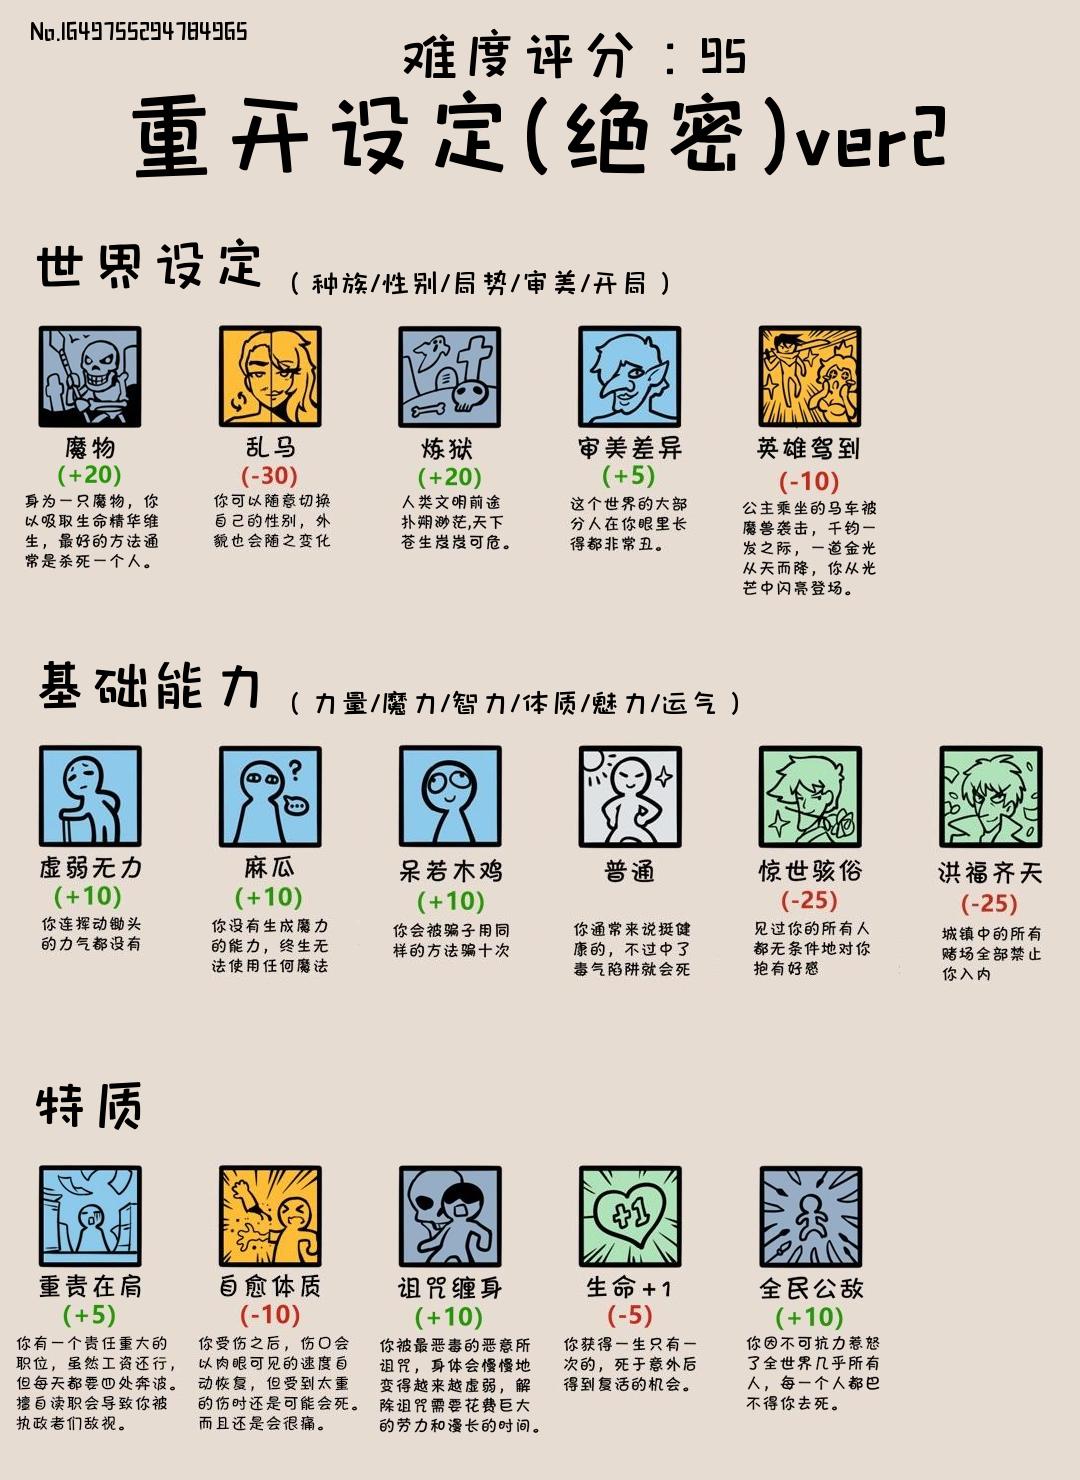 No.1649755294784965
难度评分：95
重开设定(绝密)ver2
世界设定（种族/性别/局势/审美/开局）
魔物
(+20)
身为一只魔物，你
以吸取生命精华维
生，最好的方法通
常是杀死一个人。
乱马
(-30)
你可以随意切换
自己的性别，外
貌也会随之变化
炼狱
(+20)
人类文明前途
扑朔渺茫,天下
苍生岌岌可危。
审美差异
(+5)
这个世界的大部
分人在你眼里长
得都非常丑。
英雄驾到
(-10)
公主乘坐的马车被
魔兽袭击，千钧一
发之际，一道金光
从天而降，你从光
芒中闪亮登场。
基础能力（力量/魔力/智力/体质/魅力/运气）
虚弱无力
(+10)
你连挥动锄头
的力气都没有
麻瓜
(+10)
你没有生成魔力
的能力，终生无
法使用任何魔法
呆若木鸡
(+10)
你会被骗子用同
样的方法骗十次
普通
你通常来说挺健
康的，不过中了
毒气陷阱就会死
惊世骇俗
(-25)
见过你的所有人
都无条件地对你
抱有好感
洪福齐天
(-25)
城镇中的所有
赌场全部禁止
你入内
特质
重责在肩
(+5)
你有一个责任重大的
职位，虽然工资还行，
但每天都要四处奔波。
擅自读职会导致你被
执政者们敌视。
自愈体质
(-10)
你受伤之后，伤口会
以肉眼可见的速度自
动恢复，但受到太重
的伤时还是可能会死。
而且还是会很痛。
诅咒缠身
(+10)
你被最恶毒的恶意所
诅咒，身体会慢慢地
变得越来越虚弱，解
除诅咒需要花费巨大
的劳力和漫长的时间。
生命+1
(-5)
你获得一生只有一
次的，死于意外后
得到复活的机会。
全民公敌
(+10)
你因不可抗力惹怒
了全世界几乎所有
人，每一个人都巴
不得你去死。